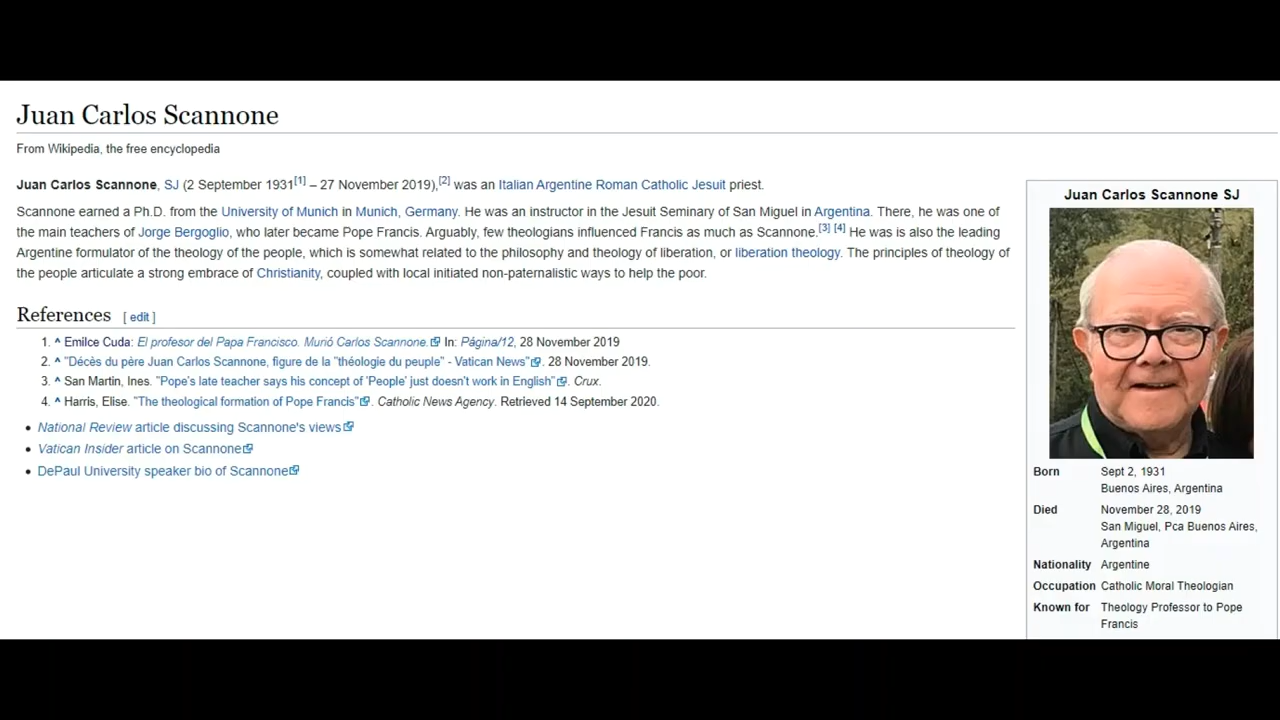 Juan Carlos Scannone
From Wikipedia, the free encyclopedia
Juan Carlos Scannone, SJ (2 September 1931[1] – 27 November 2019),[2] was an Italian Argentine Roman Catholic Jesuit priest.
Scannone earned a Ph.D. from the University of Munich in Munich, Germany. He was an instructor in the Jesuit Seminary of San Miguel in Argentina. There, he was one of
the main teachers of Jorge Bergoglio, who later became Pope Francis. Arguably, few theologians influenced Francis as much as Scannone.[3] [4] He was is also the leading
Argentine formulator of the theology of the people, which is somewhat related to the philosophy and theology of liberation, or liberation theology. The principles of theology of
the people articulate a strong embrace of Christianity, coupled with local initiated non-paternalistic ways to help the poor.
References [ edit ]
1. ^ Emilce Cuda: El profesor del Papa Francisco. Murió Carlos Scannone. In: Página/12, 28 November 2019
2. ^ "Décès du père Juan Carlos Scannone, figure de la "théologie du peuple" - Vatican News". 28 November 2019.
3. ^ San Martin, Ines. "Pope's late teacher says his concept of 'People' just doesn't work in English". Crux.
4. ^ Harris, Elise. "The theological formation of Pope Francis". Catholic News Agency. Retrieved 14 September 2020.
• National Review article discussing Scannone's views
• Vatican Insider article on Scannone
• DePaul University speaker bio of Scannone
Juan Carlos Scannone SJ
Born Sept 2, 1931
Buenos Aires, Argentina
Died November 28, 2019
San Miguel, Pca Buenos Aires,
Argentina
Nationality Argentine
Occupation Catholic Moral Theologian
Known for Theology Professor to Pope
Francis